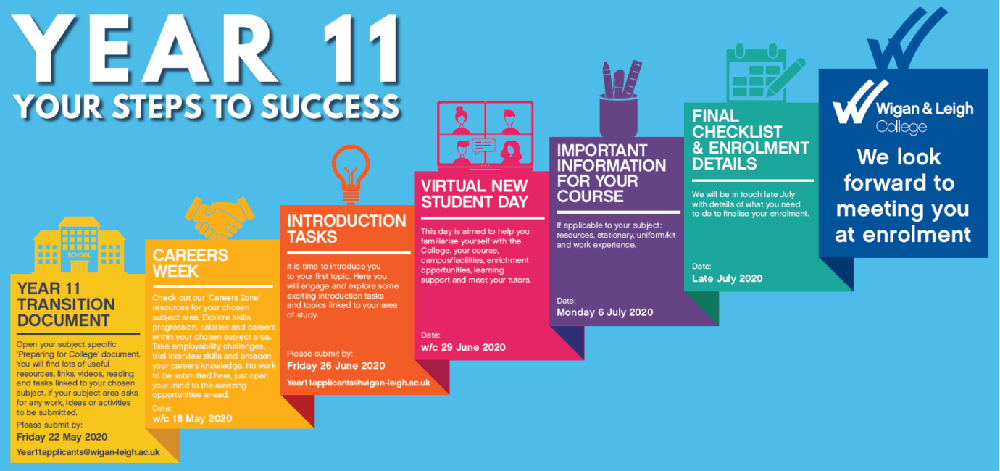 YEAR 11
YOUR STEPS TO SUCCESS
SCHOOL
YEAR 11
TRANSITION
DOCUMENT
Open your subject specific
‘Preparing for College’ document.
You will find lots of useful
resources, links, videos, reading
and tasks linked to your chosen
subject. If your subject area asks
for any work, ideas or activities
to be submitted.
Please submit by:
Friday 22 May 2020
Year11applicants@wigan-leigh.ac.uk
CAREERS
WEEK
Check out our ‘Careers Zone’
resources for your chosen
subject area. Explore skills,
progression, salaries and careers
within your chosen subject area.
Take employability challenges,
trial interview skills and broaden
your careers knowledge. No work
to be submitted here, just open
your mind to the amazing
opportunities ahead.
Date:
w/c 18 May 2020
INTRODUCTION
TASKS
It is time to introduce you
to your first topic. Here you
will engage and explore some
exciting introduction tasks
and topics linked to your area
of study.
Please submit by:
Friday 26 June 2020
Year11applicants@wigan-leigh.ac.uk
VIRTUAL NEW
STUDENT DAY
This day is aimed to help you
familiarise yourself with the
College, your course,
campus/facilities, enrichment
opportunities, learning
support and meet your tutors.
Date:
w/c 29 June 2020
IMPORTANT
INFORMATION
FOR YOUR
COURSE
If applicable to your subject:
resources, stationary, uniform/kit
and work experience.
Date:
Monday 6 July 2020
FINAL
CHECKLIST
& ENROLMENT
DETAILS
We will be in touch late July
with details of what you need
to do to finalise your enrolment.
Date:
Late July 2020
Wigan & Leigh
College
We look
forward to
meeting you
at enrolment